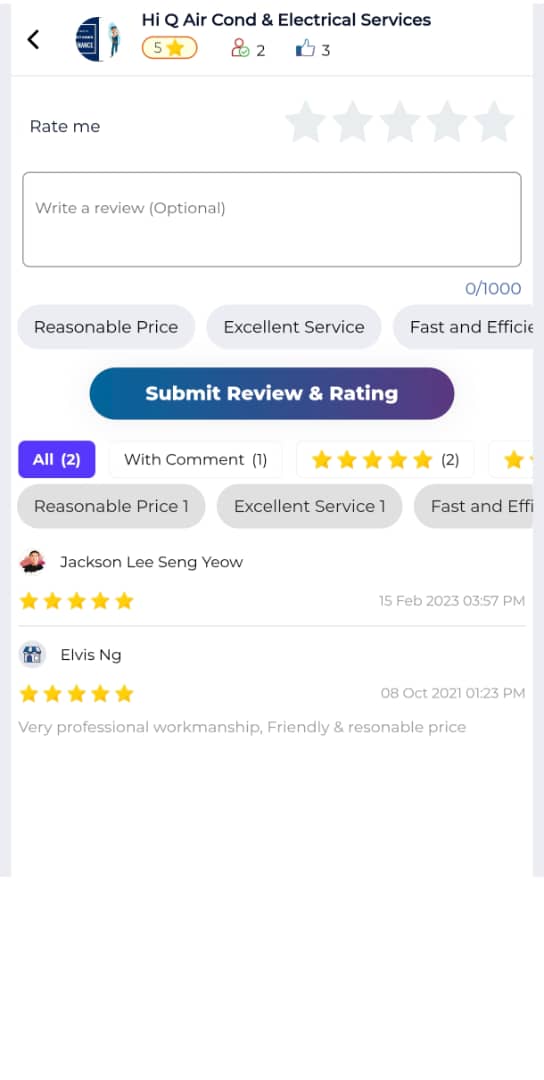 Hi Q Air Cond & Electrical Services
5 2 3
Rate me
Write a review (Optional)
0/1000
Reasonable Price Excellent Service Fast and Efficie
Submit Review & Rating
All (2) With Comment (1) (2)
Reasonable Price 1 Excellent Service 1 Fast and Effi
Jackson Lee Seng Yeow
15 Feb 2023 03:57 PM
Elvis Ng
08 Oct 2021 01:23 PM
Very professional workmanship, Friendly & resonable price